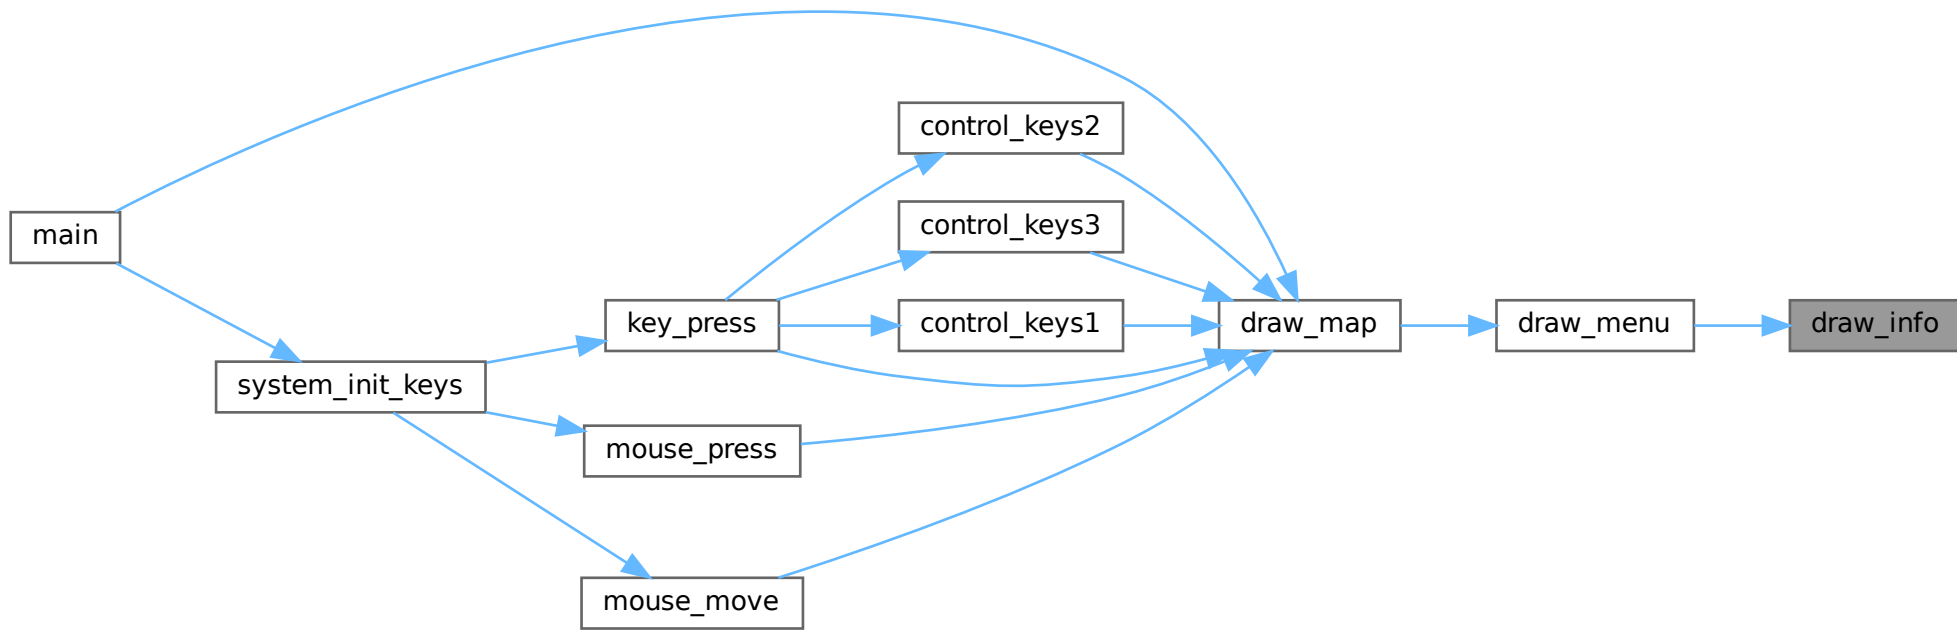 main
system_init_keys
key_press
mouse_press
mouse_move
control_keys2
control_keys3
control_keys1
draw_map
draw_menu
draw_info